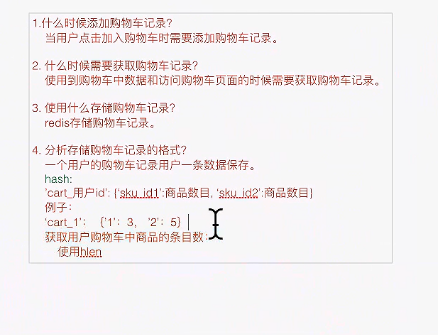 1.什么时候添加购物车记录?
当用户点击加入购物车时需要添加购物车记录。
2. 什么时候需要获取购物车记录?
使用到购物车中数据和访问购物车页面的时候需要获取购物车记录。
3. 使用什么存储购物车记录?
redis存储购物车记录。
4. 分析存储购物车记录的格式?
一个用户的购物车记录用户一条数据保存。
hash:
'cart_用户id': {'sku_id1':商品数目, 'sku_id2':商品数目}
例子：
'cart_1'： {'1'：3， '2'：5}
获取用户购物车中商品的条目数：
使用hlen